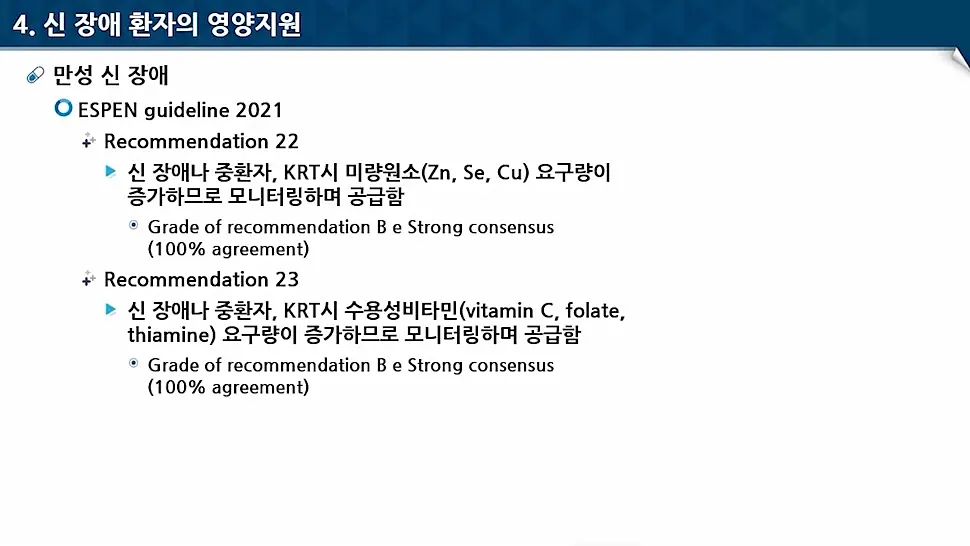 4. 신 장애 환자의 영양지원
만성 신 장애
ESPEN guideline 2021
Recommendation 22
신 장애나 중환자, KRT시 미량원소(Zn, Se, Cu) 요구량이
증가하므로 모니터링하며 공급함
Grade of recommendation B e Strong consensus
(100% agreement)
Recommendation 23
신 장애나 중환자, KRT시 수용성비타민(vitamin C, folate,
thiamine) 요구량이 증가하므로 모니터링하며 공급함
Grade of recommendation B e Strong consensus
(100% agreement)